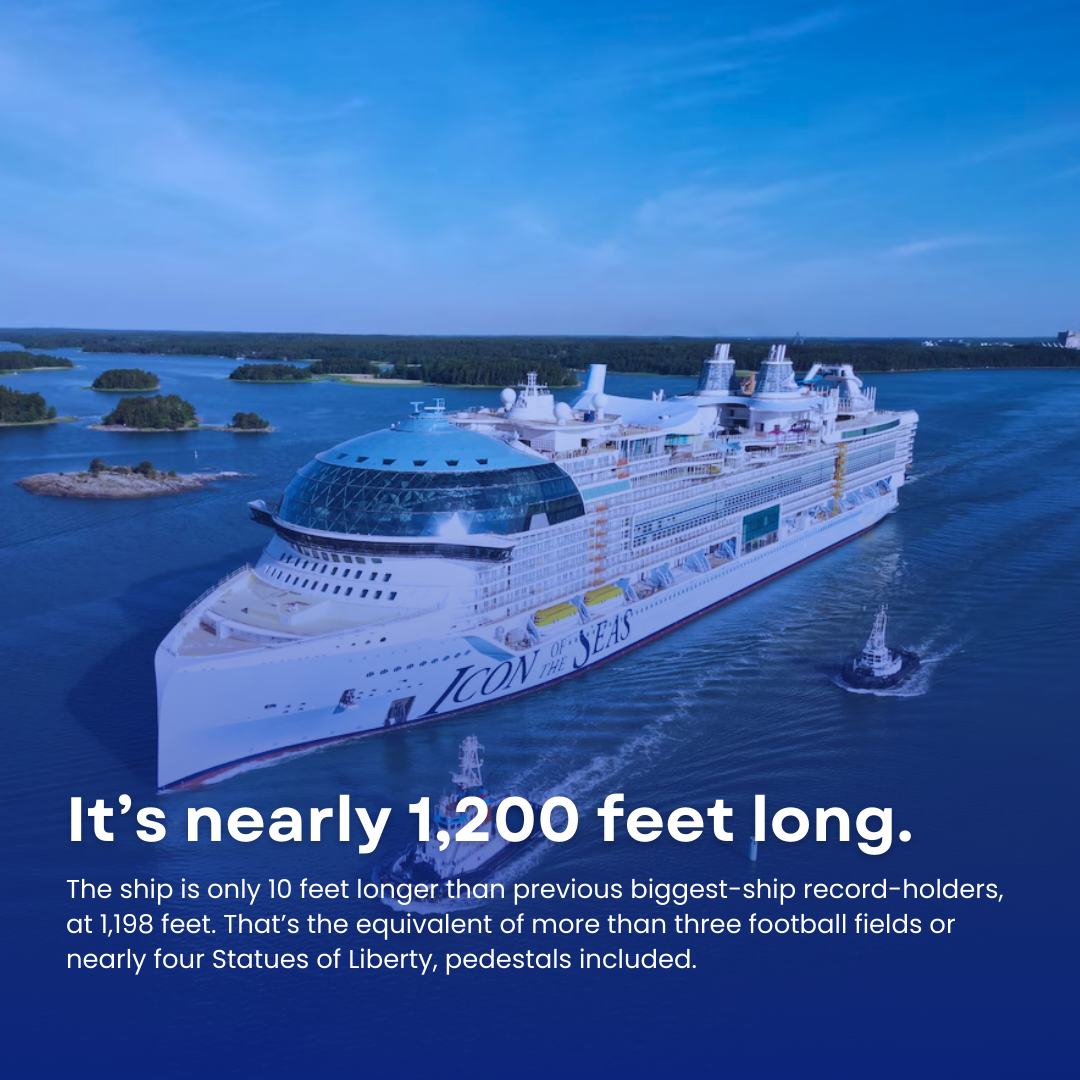 ICON OF THE SEAS
It’s nearly 1,200 feet long.
The ship is only 10 feet longer than previous biggest-ship record-holders,
at 1,198 feet. That’s the equivalent of more than three football fields or
nearly four Statues of Liberty, pedestals included.